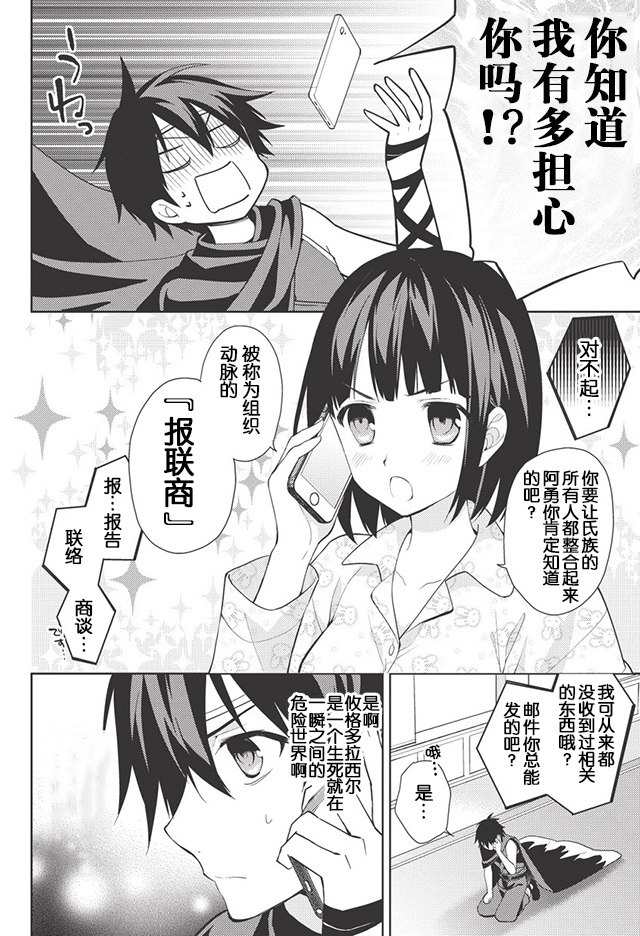 你知道
我有多担心
你吗！？
うわっ
对不起…
你要让氏族的
所有人都整合起来
阿勇你肯定知道
的吧？
被称为组织
动脉的
『报联商』
报…报告
联络
商谈…
です…
我可从来都
没收到过相关
的东西哦？
邮件你总能
发的吧？
哦…
是…
是啊
攸格多拉西尔
是一个生死就在
一瞬之间的
危险世界啊